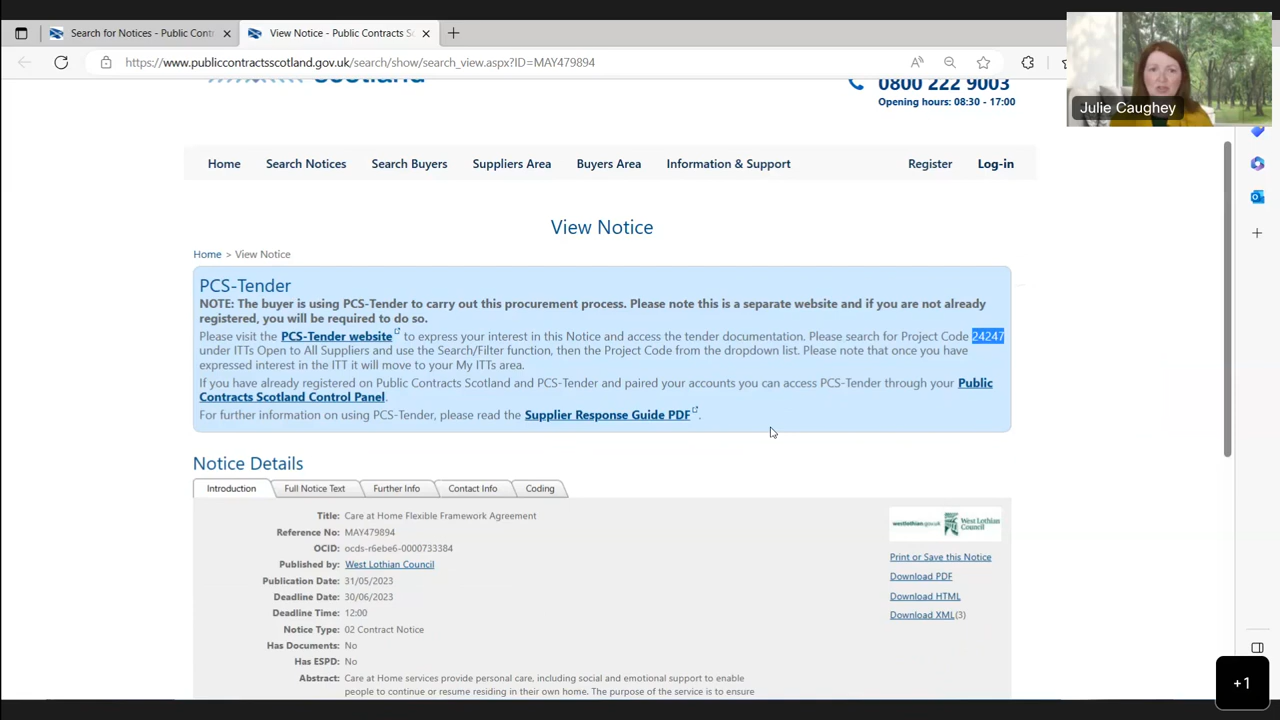 Search for Notices - Public Cont
View Notice - Public Contracts S
https://www.publiccontractsscotland.gov.uk/search/show/search_view.aspx?ID=MAY479894
Julie Caughey
0800 222 9003
Opening hours: 08:30 - 17:00
Home Search Notices Search Buyers Suppliers Area Buyers Area Information & Support Register Log-in
View Notice
Home > View Notice
PCS-Tender
NOTE: The buyer is using PCS-Tender to carry out this procurement process. Please note this is a separate website and if you are not already
registered, you will be required to do so.
Please visit the PCS-Tender website to express your interest in this Notice and access the tender documentation. Please search for Project Code 24247
under ITTs Open to All Suppliers and use the Search/Filter function, then the Project Code from the dropdown list. Please note that once you have
expressed interest in the ITT it will move to your My ITTs area.
If you have already registered on Public Contracts Scotland and PCS-Tender and paired your accounts you can access PCS-Tender through your Public
Contracts Scotland Control Panel.
For further information on using PCS-Tender, please read the Supplier Response Guide PDF.
Notice Details
Introduction Full Notice Text Further Info Contact Info Coding
Title: Care at Home Flexible Framework Agreement
Reference No: MAY479894
OCID: ocds-r6ebe6-0000733384
Published by: West Lothian Council
Publication Date: 31/05/2023
Deadline Date: 30/06/2023
Deadline Time: 12:00
Notice Type: 02 Contract Notice
Has Documents: No
Has ESPD: No
Abstract: Care at Home services provide personal care, including social and emotional support to enable
people to continue or resume residing in their own home. The purpose of the service is to ensure
westlothian.gov.uk West Lothian
Council
Print or Save this Notice
Download PDF
Download HTML
Download XML(3)
+1